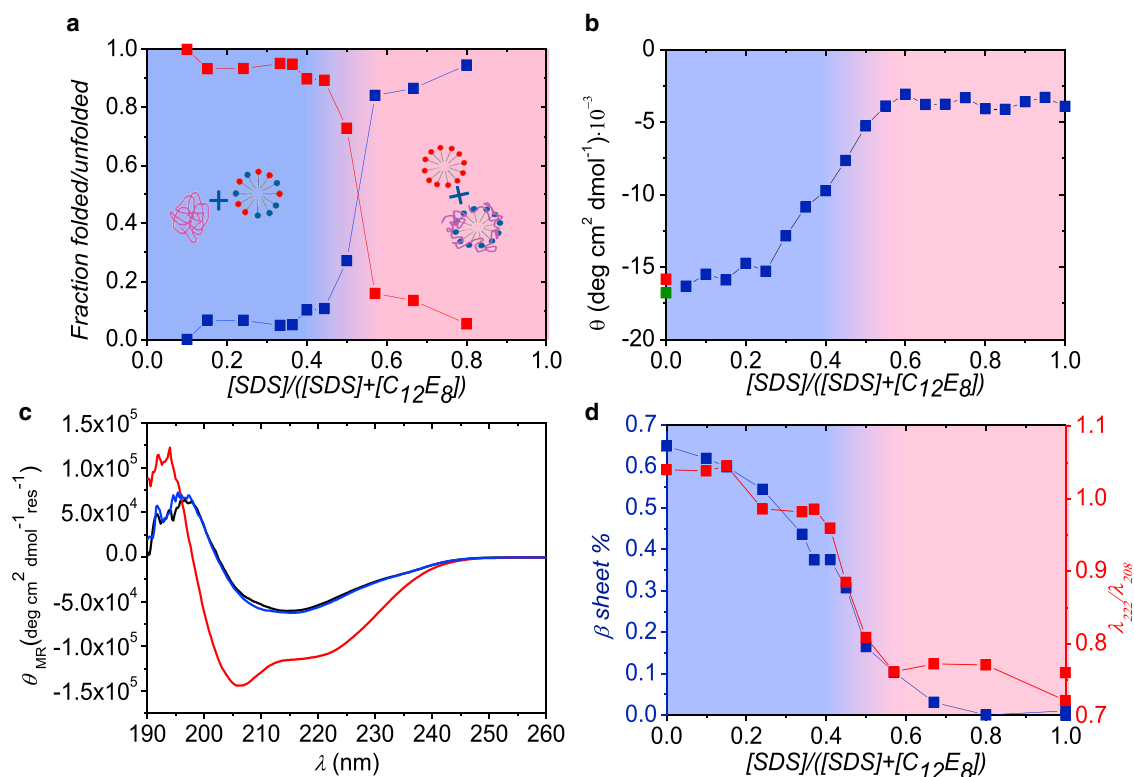 a
1.0
0.8
0.6
0.4
0.2
0.0
Fraction folded/unfolded
0.0 0.2 0.4 0.6 0.8 1.0
[SDS]/([SDS]+[C12E8])
b
0
-5
-10
-15
-20
θ (deg cm² dmol⁻¹)·10⁻³
0.0 0.2 0.4 0.6 0.8 1.0
[SDS]/([SDS]+[C12E8])
c
1.5x10⁵
1.0x10⁵
5.0x10⁴
0.0
-5.0x10⁴
-1.0x10⁵
-1.5x10⁵
θ MR (deg cm² dmol⁻¹ res⁻¹)
190 200 210 220 230 240 250 260
λ (nm)
d
0.7
0.6
0.5
0.4
0.3
0.2
0.1
0.0
β sheet %
1.1
1.0
0.9
0.8
0.7
λ222/λ208
0.0 0.2 0.4 0.6 0.8 1.0
[SDS]/([SDS]+[C12E8])